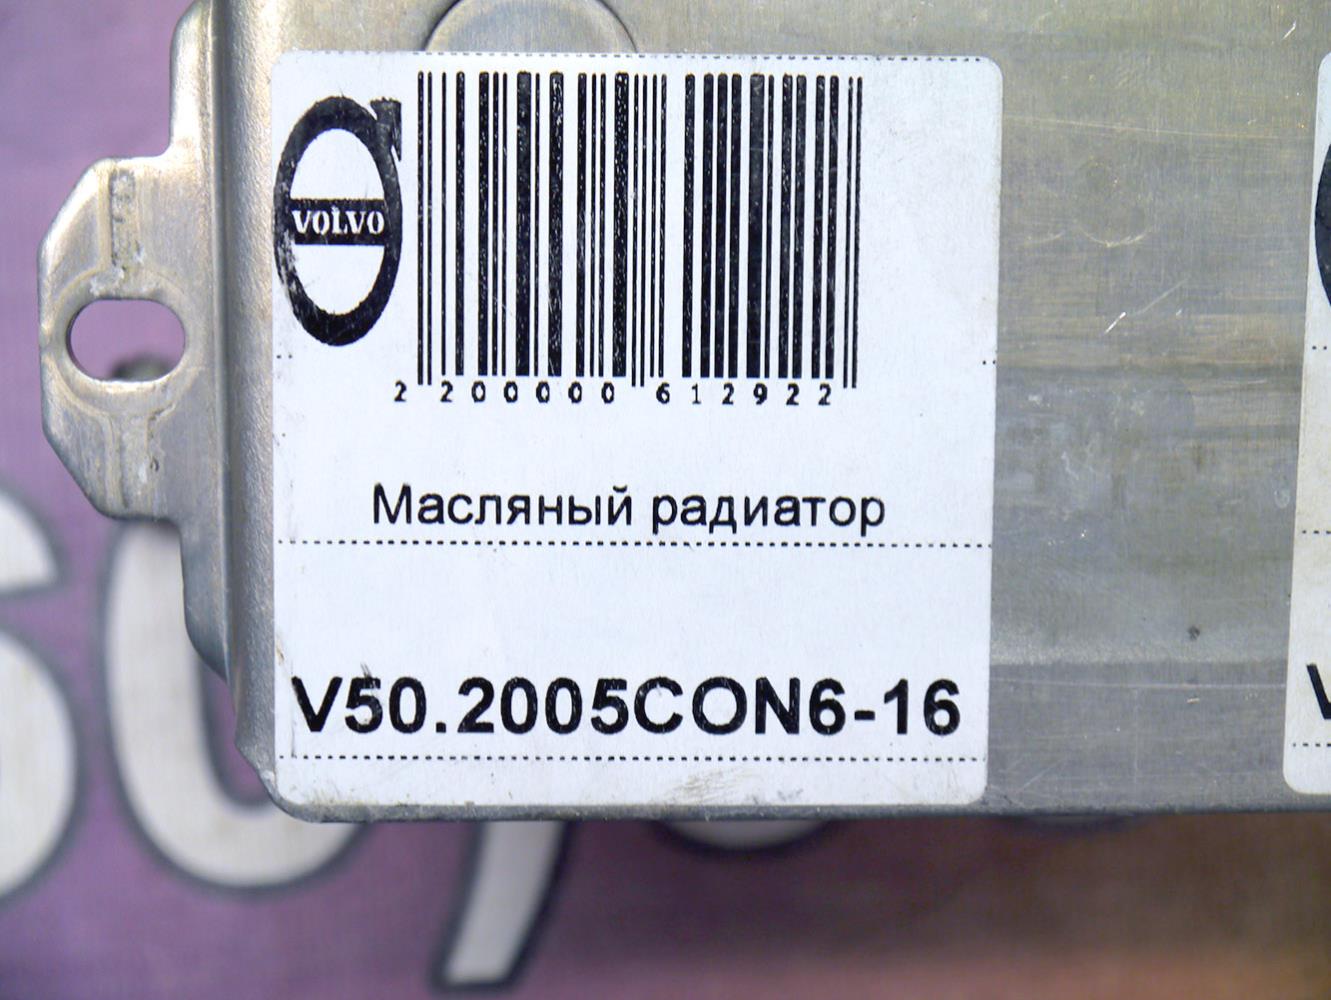 VOLVO
2 200000 612922
Масляный радиатор
V50.2005CON6-16